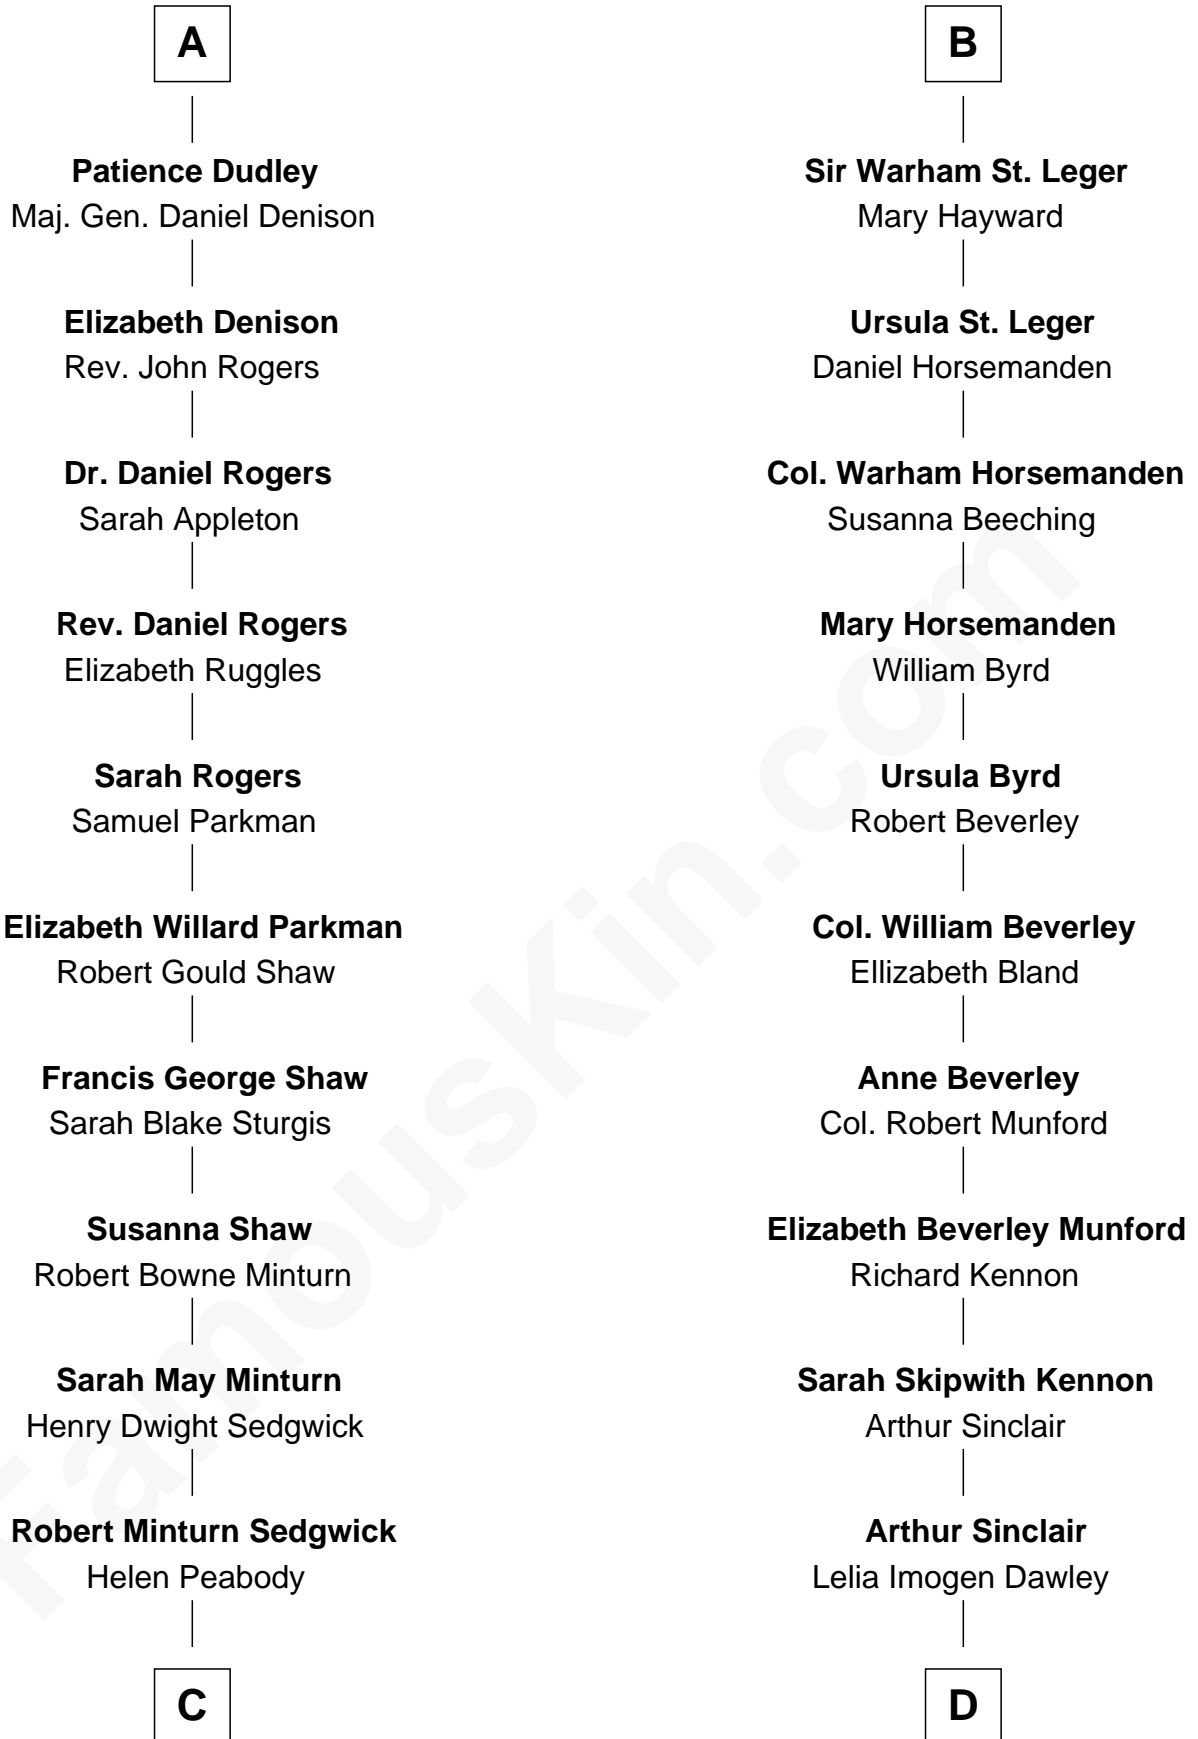 A
Patience Dudley
Maj. Gen. Daniel Denison
Elizabeth Denison
Rev. John Rogers
Dr. Daniel Rogers
Sarah Appleton
Rev. Daniel Rogers
Elizabeth Ruggles
Sarah Rogers
Samuel Parkman
Elizabeth Willard Parkman
Robert Gould Shaw
Francis George Shaw
Sarah Blake Sturgis
Susanna Shaw
Robert Bowne Minturn
Sarah May Minturn
Henry Dwight Sedgwick
Robert Minturn Sedgwick
Helen Peabody
C
B
Sir Warham St. Leger
Mary Hayward
Ursula St. Leger
Daniel Horsemanden
Col. Warham Horsemanden
Susanna Beeching
Mary Horsemanden
William Byrd
Ursula Byrd
Robert Beverley
Col. William Beverley
Ellizabeth Bland
Anne Beverley
Col. Robert Munford
Elizabeth Beverley Munford
Richard Kennon
Sarah Skipwith Kennon
Arthur Sinclair
Arthur Sinclair
Lelia Imogen Dawley
D
FamousKin.com